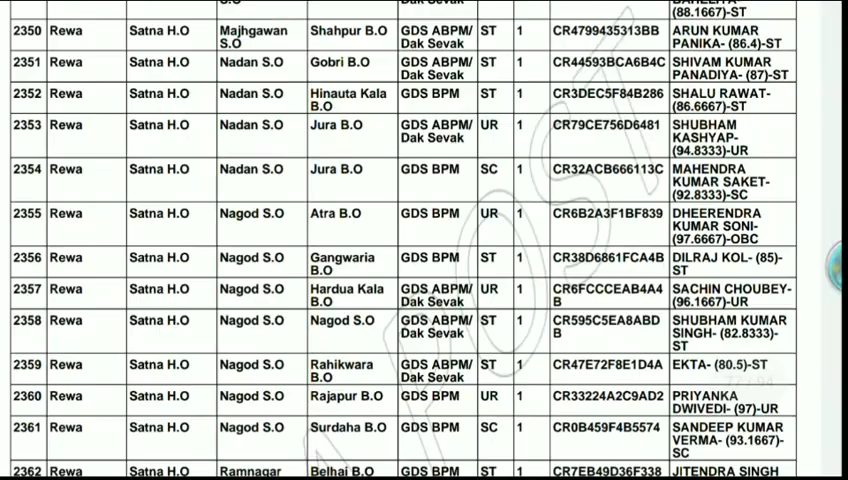 (88.1667)-ST
2350 Rewa Satna H.O Majhgawan S.O Shahpur B.O GDS ABPM/ Dak Sevak ST 1 CR4799435313BB ARUN KUMAR PANIKA- (86.4)-ST
2351 Rewa Satna H.O Nadan S.O Gobri B.O GDS ABPM/ Dak Sevak ST 1 CR44593BCA6B4C SHIVAM KUMAR PANADIYA- (87)-ST
2352 Rewa Satna H.O Nadan S.O Hinauta Kala B.O GDS BPM ST 1 CR3DEC5F84B286 SHALU RAWAT- (86.6667)-ST
2353 Rewa Satna H.O Nadan S.O Jura B.O GDS ABPM/ Dak Sevak UR 1 CR79CE756D6481 SHUBHAM KASHYAP- (94.8333)-UR
2354 Rewa Satna H.O Nadan S.O Jura B.O GDS BPM SC 1 CR32ACB666113C MAHENDRA KUMAR SAKET- (92.8333)-SC
2355 Rewa Satna H.O Nagod S.O Atra B.O GDS BPM UR 1 CR6B2A3F1BF839 DHEERENDRA KUMAR SONI- (97.6667)-OBC
2356 Rewa Satna H.O Nagod S.O Gangwaria B.O GDS BPM ST 1 CR38D6861FCA4B DILRAJ KOL- (85)- ST
2357 Rewa Satna H.O Nagod S.O Hardua Kala B.O GDS ABPM/ Dak Sevak UR 1 CR6FCCCEAB4A4 B SACHIN CHOUBEY- (96.1667)-UR
2358 Rewa Satna H.O Nagod S.O Nagod S.O GDS ABPM/ Dak Sevak ST 1 CR595C5EA8ABD B SHUBHAM KUMAR SINGH- (82.8333)- ST
2359 Rewa Satna H.O Nagod S.O Rahikwara B.O GDS ABPM/ Dak Sevak ST 1 CR47E72F8E1D4A EKTA- (80.5)-ST
2360 Rewa Satna H.O Nagod S.O Rajapur B.O GDS BPM UR 1 CR33224A2C9AD2 PRIYANKA DWIVEDI- (97)-UR
2361 Rewa Satna H.O Nagod S.O Surdaha B.O GDS BPM SC 1 CR0B459F4B5574 SANDEEP KUMAR VERMA- (93.1667)- SC
2362 Rewa Satna H.O Ramnagar Belhai B.O GDS BPM ST 1 CR7EB49D36F338 JITENDRA SINGH
POST